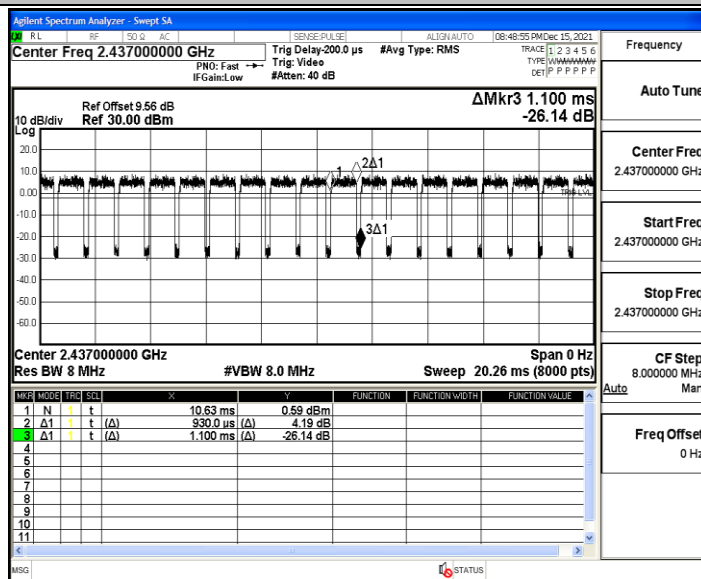 Agilent Spectrum Analyzer - Swept SA
RL RF 50 Ω AC SENSE:PULSE ALIGNAUTO 08:48:55 PM Dec 15, 2021
Center Freq 2.437000000 GHz
PNO: Fast
IFGain:Low
Trig Delay-200.0 µs
Trig: Video
#Atten: 40 dB
#Avg Type: RMS
TRACE 1 2 3 4 5 6
TYPE
DET P P P P P P
ΔMkr3 1.100 ms
-26.14 dB
Ref Offset 9.56 dB
10 dB/div Ref 30.00 dBm
Log
20.0
10.0
0.00
-10.0
-20.0
-30.0
-40.0
-50.0
-60.0
1
2Δ1
3Δ1
TRIG LVL
Center 2.437000000 GHz Span 0 Hz
Res BW 8 MHz #VBW 8.0 MHz Sweep 20.26 ms (8000 pts)
MKR MODE TRC SCL X Y FUNCTION FUNCTION WIDTH FUNCTION VALUE
1 N 1 t 10.63 ms 0.59 dBm
2 Δ1 1 t (Δ) 930.0 µs (Δ) 4.19 dB
3 Δ1 1 t (Δ) 1.100 ms (Δ) -26.14 dB
4
5
6
7
8
9
10
11
MSG STATUS
Frequency
Auto Tune
Center Freq
2.437000000 GHz
Start Freq
2.437000000 GHz
Stop Freq
2.437000000 GHz
CF Step
8.000000 MHz
Auto Man
Freq Offset
0 Hz